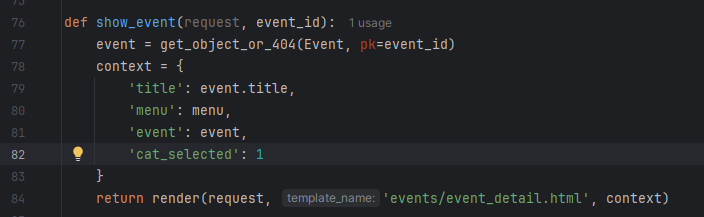 76 def show_event(request, event_id): 1 usage
77 event = get_object_or_404(Event, pk=event_id)
78 context = {
79 'title': event.title,
80 'menu': menu,
81 'event': event,
82 'cat_selected': 1
83 }
84 return render(request, template_name: 'events/event_detail.html', context)